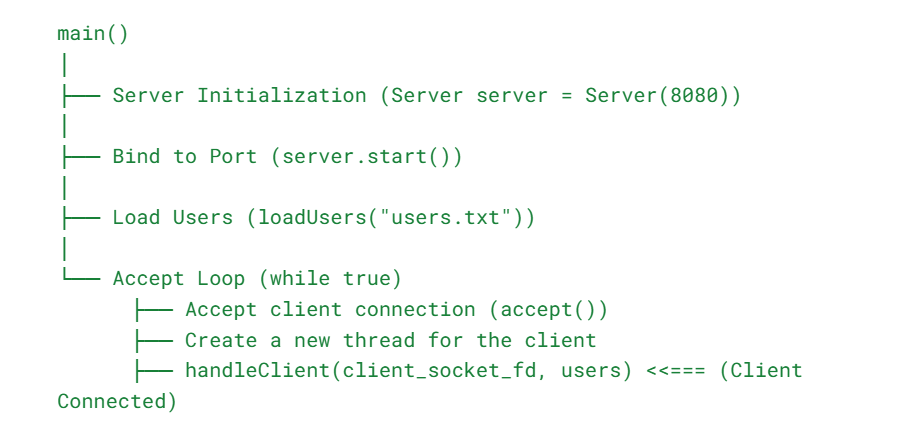 main()
│
├── Server Initialization (Server server = Server(8080))
│
├── Bind to Port (server.start())
│
├── Load Users (loadUsers("users.txt"))
│
└── Accept Loop (while true)
    ├── Accept client connection (accept())
    ├── Create a new thread for the client
    ├── handleClient(client_socket_fd, users) <<=== (Client
Connected)